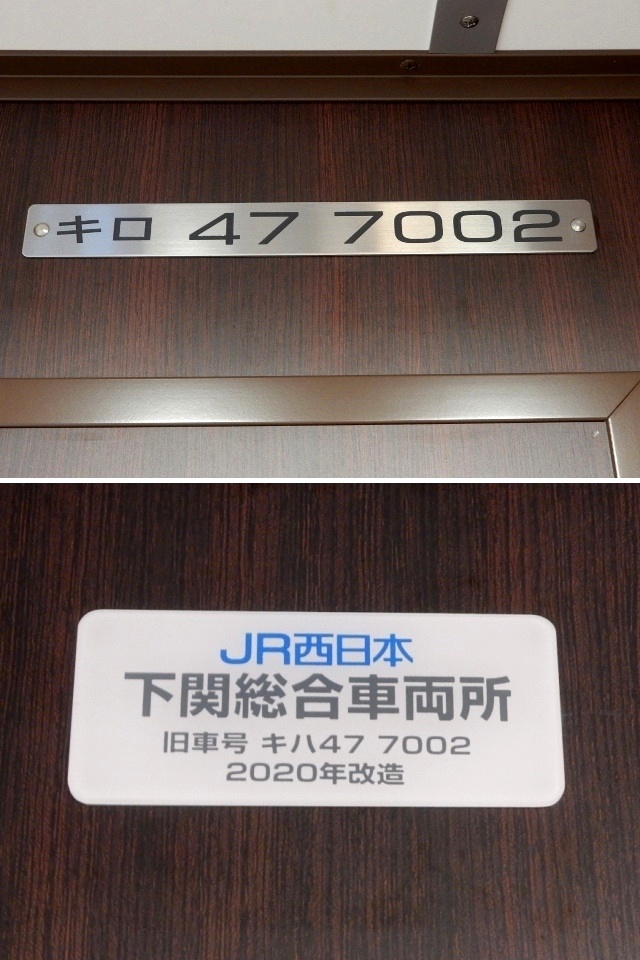 キロ 47 7002
JR西日本
下関総合車両所
旧車号 キハ47 7002
2020年改造